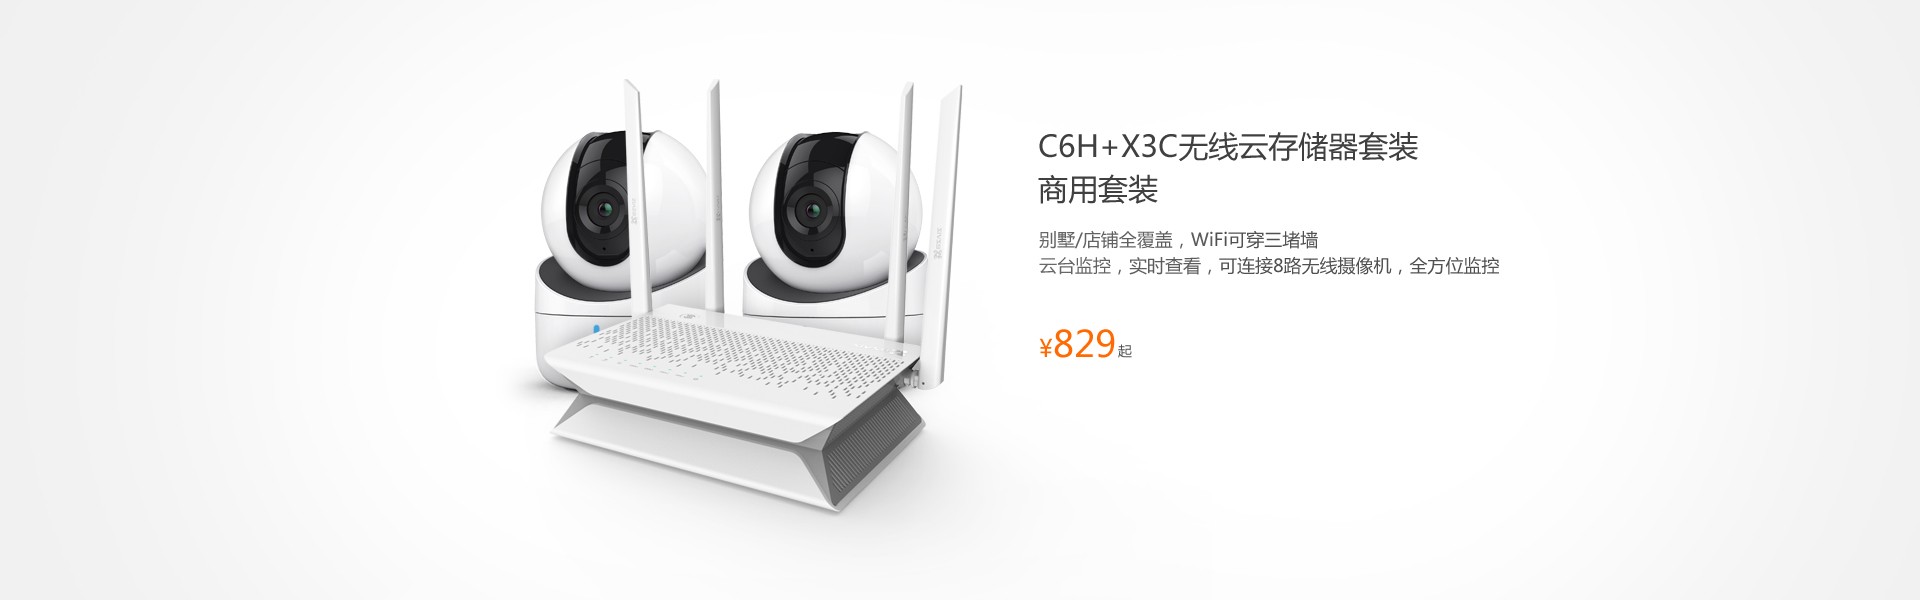 C6H+X3C无线云存储器套装
商用套装
别墅/店铺全覆盖，WiFi可穿三堵墙
云台监控，实时查看，可连接8路无线摄像机，全方位监控
¥829起